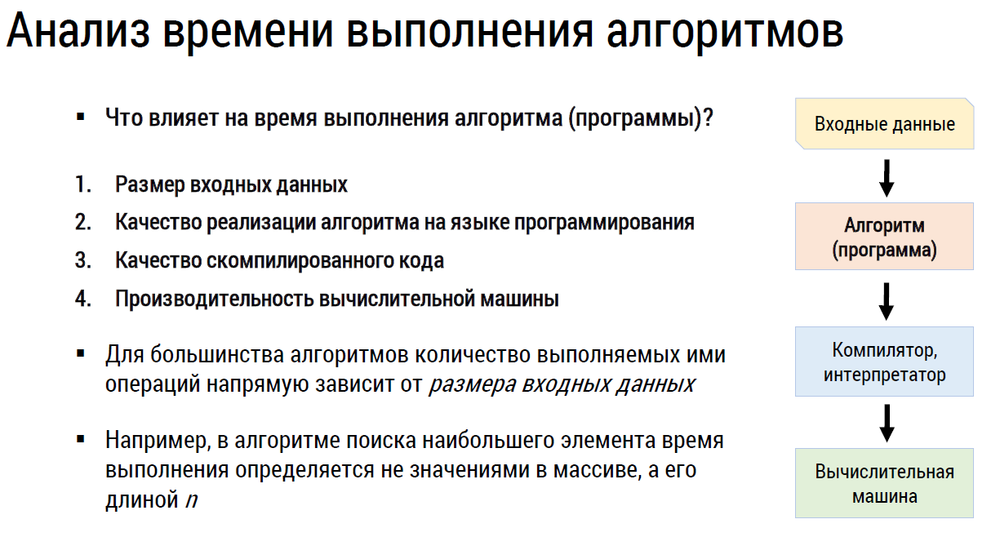 Анализ времени выполнения алгоритмов
▪ Что влияет на время выполнения алгоритма (программы)?
1. Размер входных данных
2. Качество реализации алгоритма на языке программирования
3. Качество скомпилированного кода
4. Производительность вычислительной машины
▪ Для большинства алгоритмов количество выполняемых ими
операций напрямую зависит от размера входных данных
▪ Например, в алгоритме поиска наибольшего элемента время
выполнения определяется не значениями в массиве, а его
длиной n
Входные данные
Алгоритм
(программа)
Компилятор,
интерпретатор
Вычислительная
машина